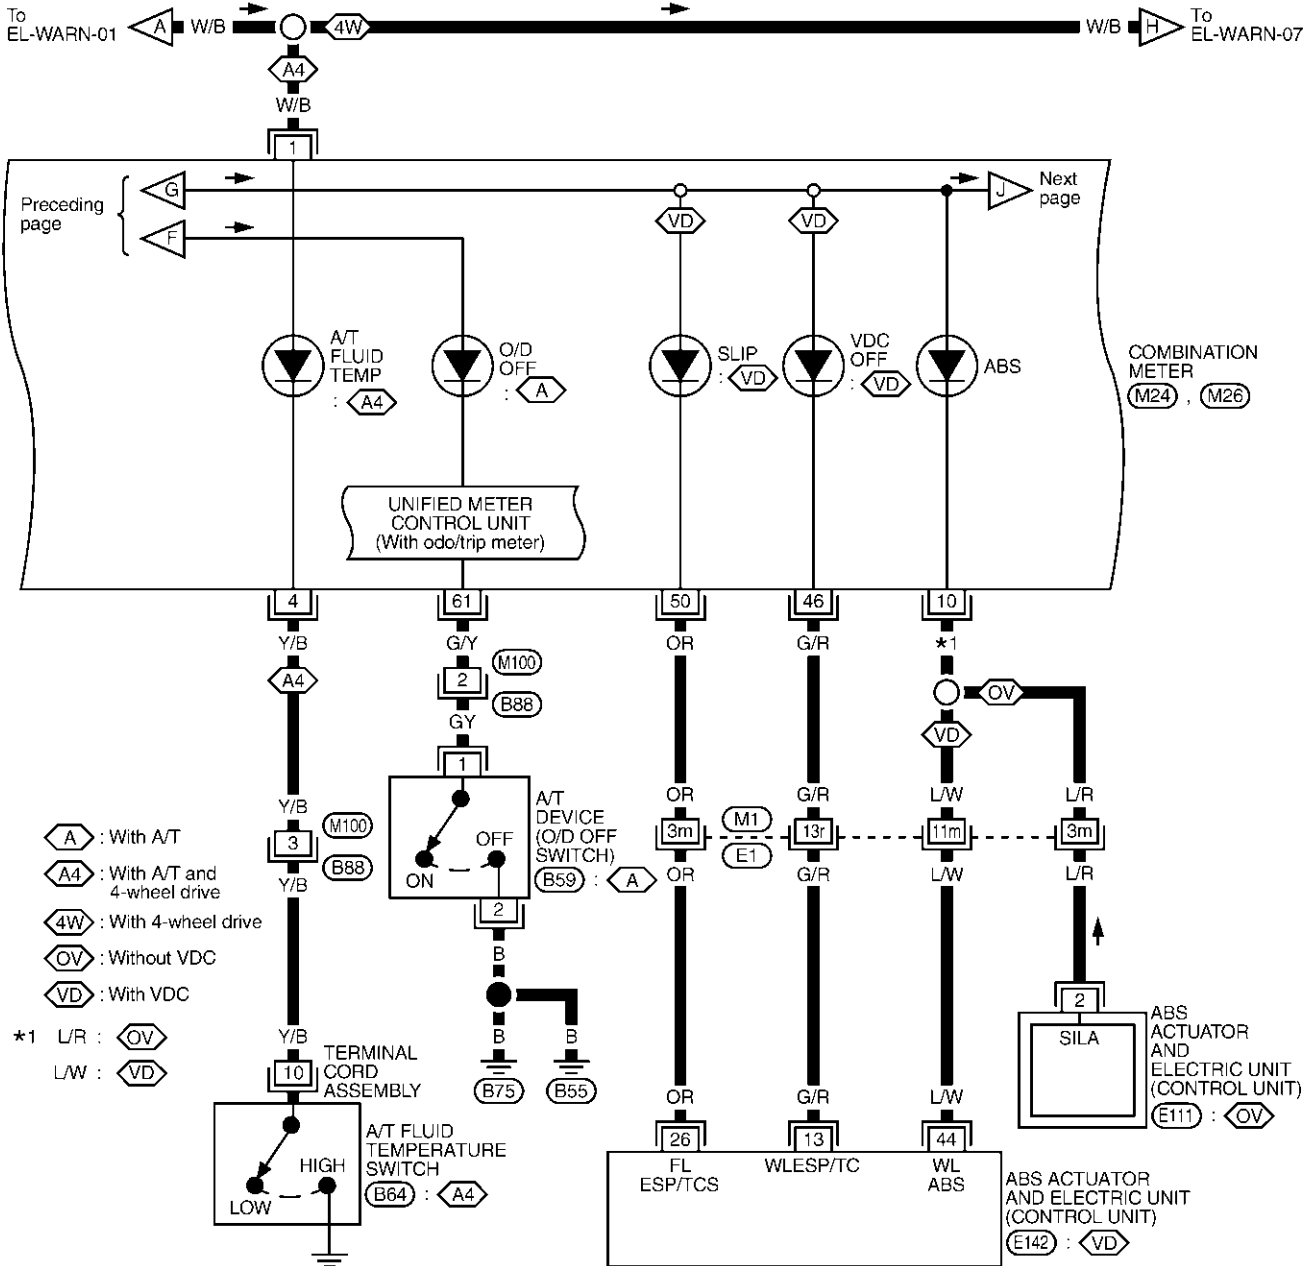 To
EL-WARN-01
A
W/B
4W
W/B
H
To
EL-WARN-07
A4
W/B
1
Preceding
page
G
F
VD
VD
J
Next
page
A/T
FLUID
TEMP
: A4
O/D
OFF
: A
SLIP
: VD
VDC
OFF
: VD
ABS
COMBINATION
METER
M24 , M26
UNIFIED METER
CONTROL UNIT
(With odo/trip meter)
4
61
50
46
10
Y/B
G/Y
OR
G/R
*1
A4
2
M100
B88
OV
VD
GY
1
A/T
DEVICE
(O/D OFF
SWITCH)
B59 : A
OFF
ON
2
Y/B
3
M100
B88
Y/B
OR
G/R
L/W
L/R
3m
M1
E1
13r
11m
3m
OR
G/R
L/W
L/R
A : With A/T
A4 : With A/T and
4-wheel drive
4W : With 4-wheel drive
OV : Without VDC
VD : With VDC
*1 L/R : OV
L/W : VD
B
B
B
B75
B55
Y/B
10
TERMINAL
CORD
ASSEMBLY
A/T FLUID
TEMPERATURE
SWITCH
B64 : A4
HIGH
LOW
2
SILA
ABS
ACTUATOR
AND
ELECTRIC UNIT
(CONTROL UNIT)
E111 : OV
OR
G/R
L/W
26
13
44
FL
ESP/TCS
WLESP/TC
WL
ABS
ABS ACTUATOR
AND ELECTRIC UNIT
(CONTROL UNIT)
E142 : VD